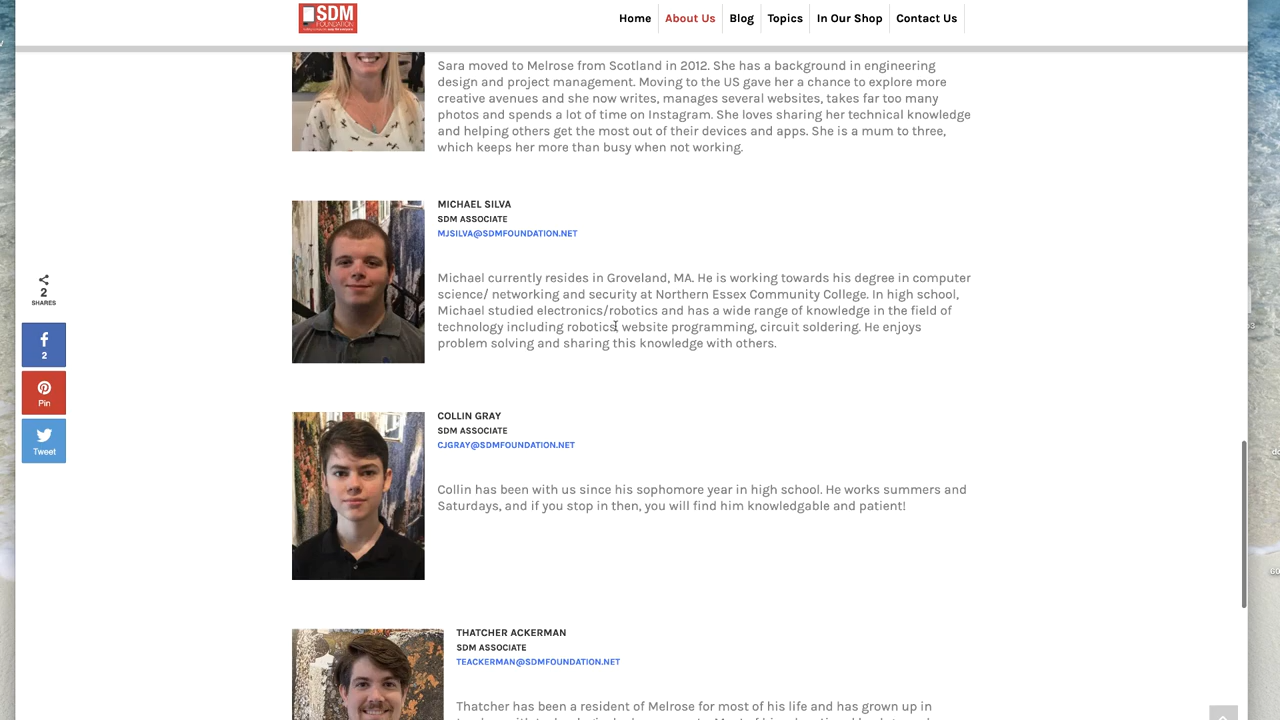 SDM
FOUNDATION
Home
About Us
Blog
Topics
In Our Shop
Contact Us
Sara moved to Melrose from Scotland in 2012. She has a background in engineering
design and project management. Moving to the US gave her a chance to explore more
creative avenues and she now writes, manages several websites, takes far too many
photos and spends a lot of time on Instagram. She loves sharing her technical knowledge
and helping others get the most out of their devices and apps. She is a mum to three,
which keeps her more than busy when not working.
MICHAEL SILVA
SDM ASSOCIATE
MJSILVA@SDMFOUNDATION.NET
Michael currently resides in Groveland, MA. He is working towards his degree in computer
science/ networking and security at Northern Essex Community College. In high school,
Michael studied electronics/robotics and has a wide range of knowledge in the field of
technology including robotics, website programming, circuit soldering. He enjoys
problem solving and sharing this knowledge with others.
2
SHARES
2
Pin
Tweet
COLLIN GRAY
SDM ASSOCIATE
CJGRAY@SDMFOUNDATION.NET
Collin has been with us since his sophomore year in high school. He works summers and
Saturdays, and if you stop in then, you will find him knowledgable and patient!
THATCHER ACKERMAN
SDM ASSOCIATE
TEACKERMAN@SDMFOUNDATION.NET
Thatcher has been a resident of Melrose for most of his life and has grown up in